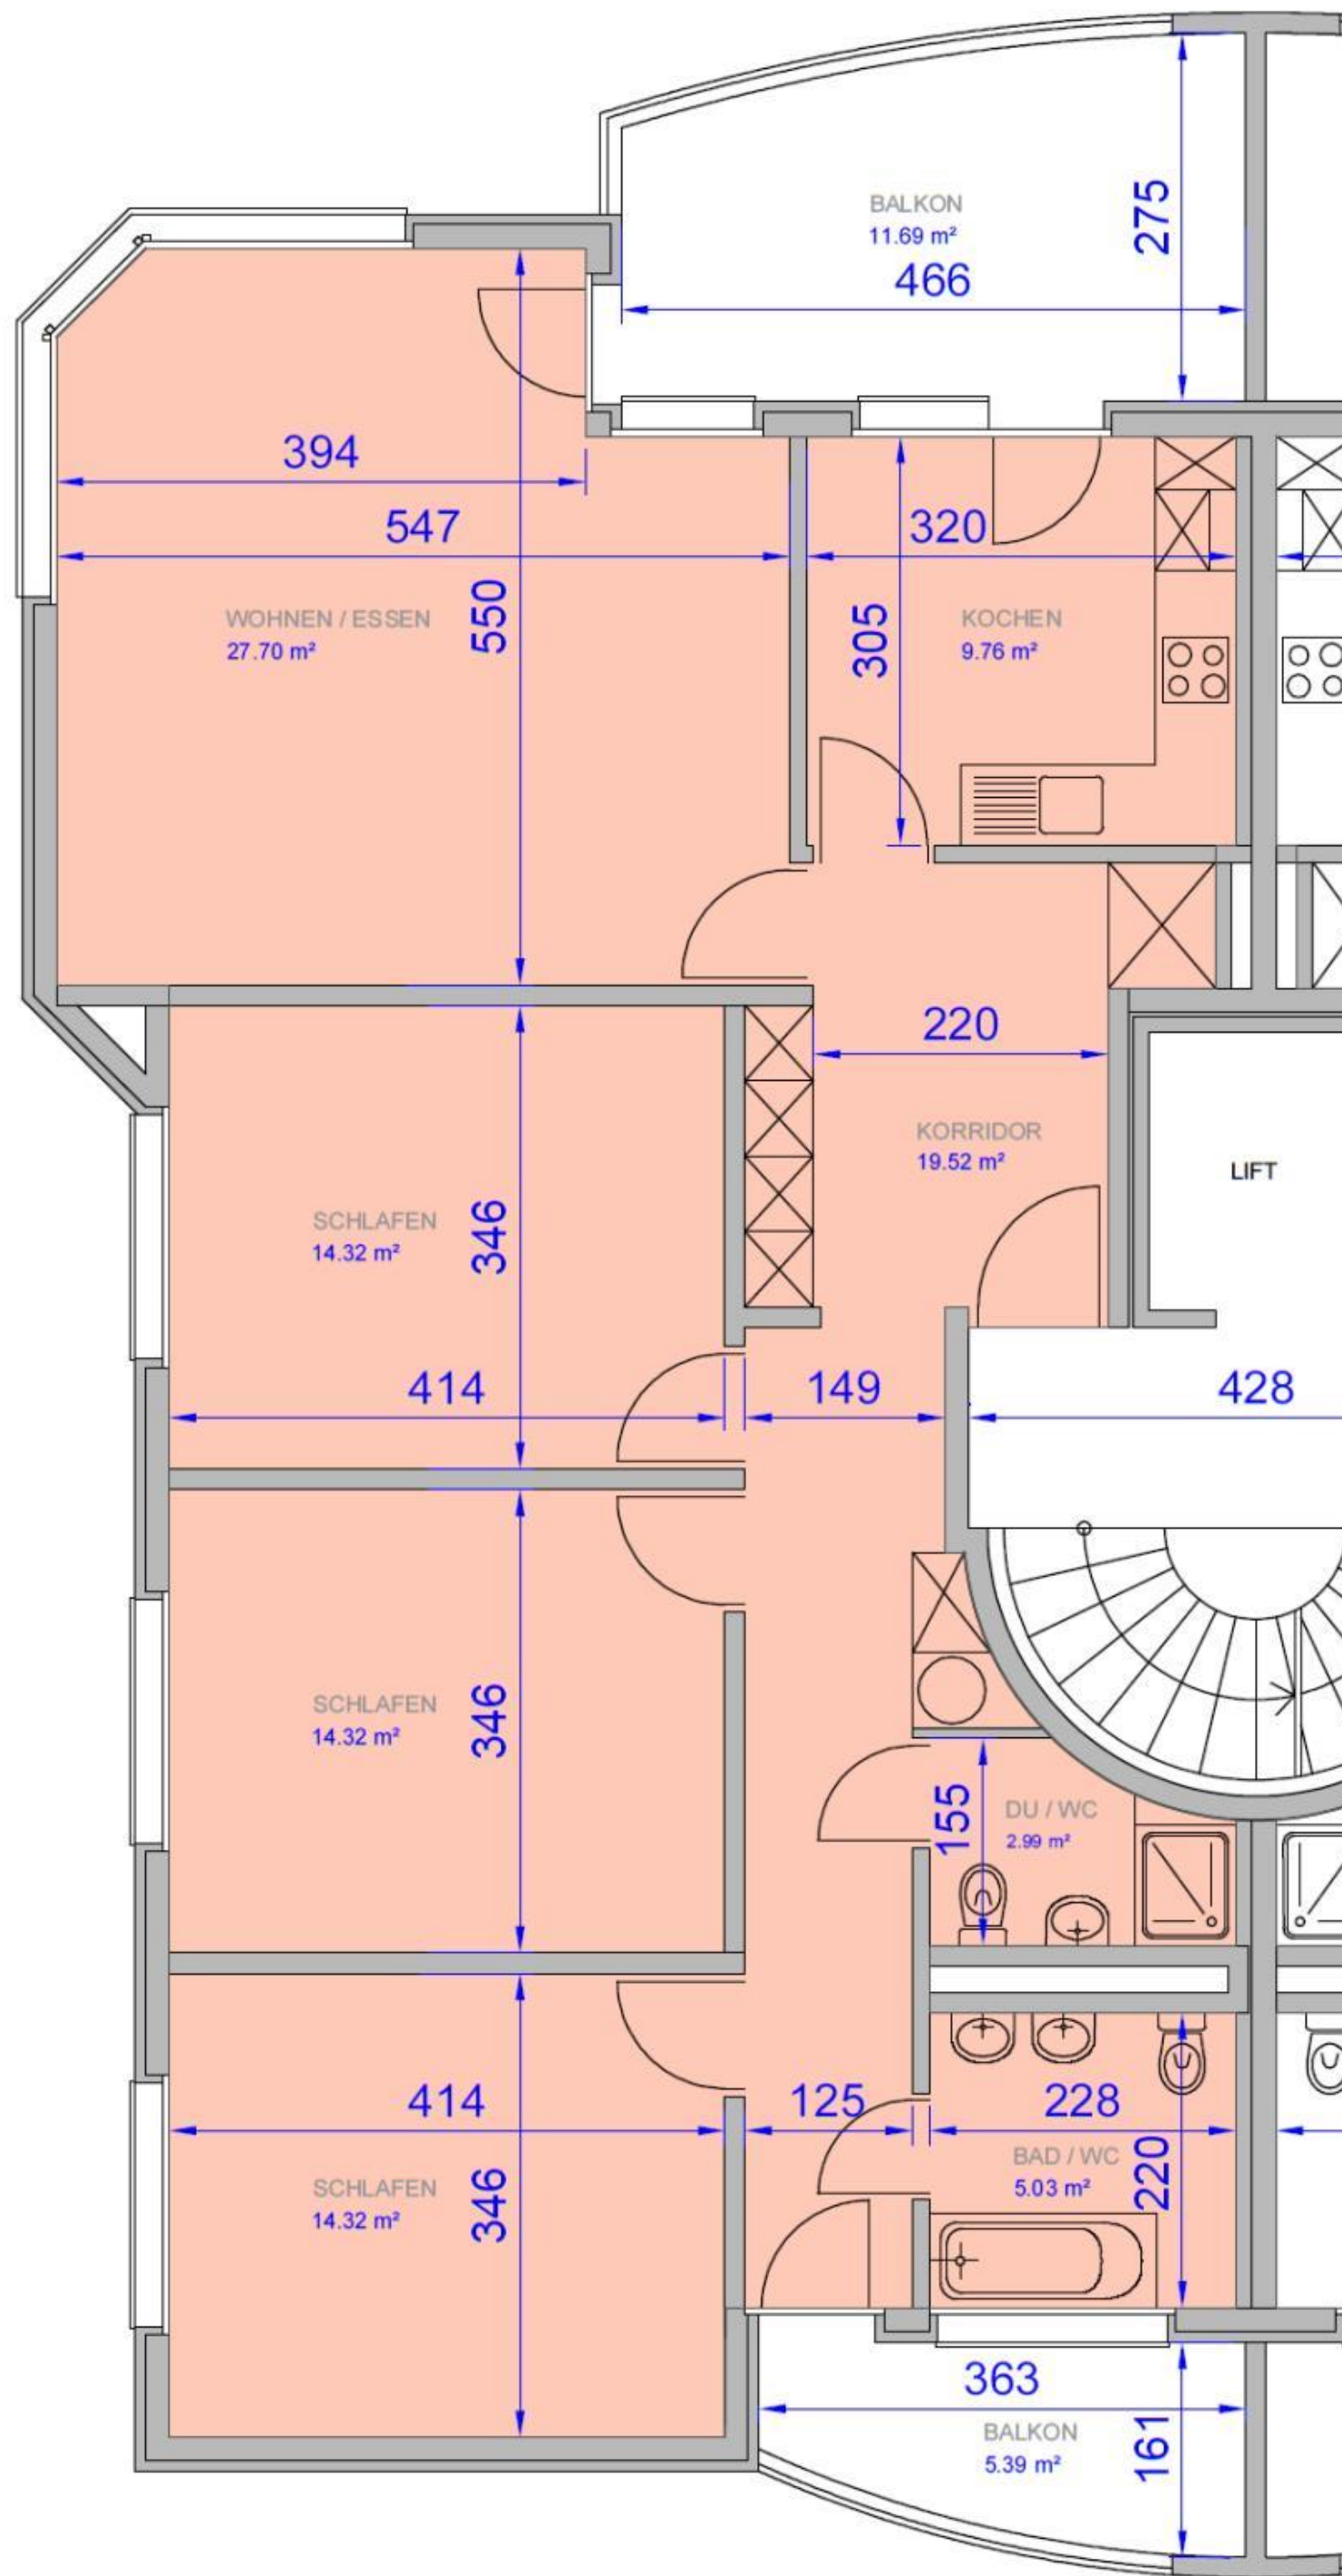 BALKON
11.69 m²
275
466
394
547
550
WOHNEN / ESSEN
27.70 m²
320
305
KOCHEN
9.76 m²
220
KORRIDOR
19.52 m²
LIFT
SCHLAFEN
14.32 m²
346
414
149
428
SCHLAFEN
14.32 m²
346
155
DU / WC
2.99 m²
414
125
228
BAD / WC
5.03 m²
220
SCHLAFEN
14.32 m²
346
363
BALKON
5.39 m²
161